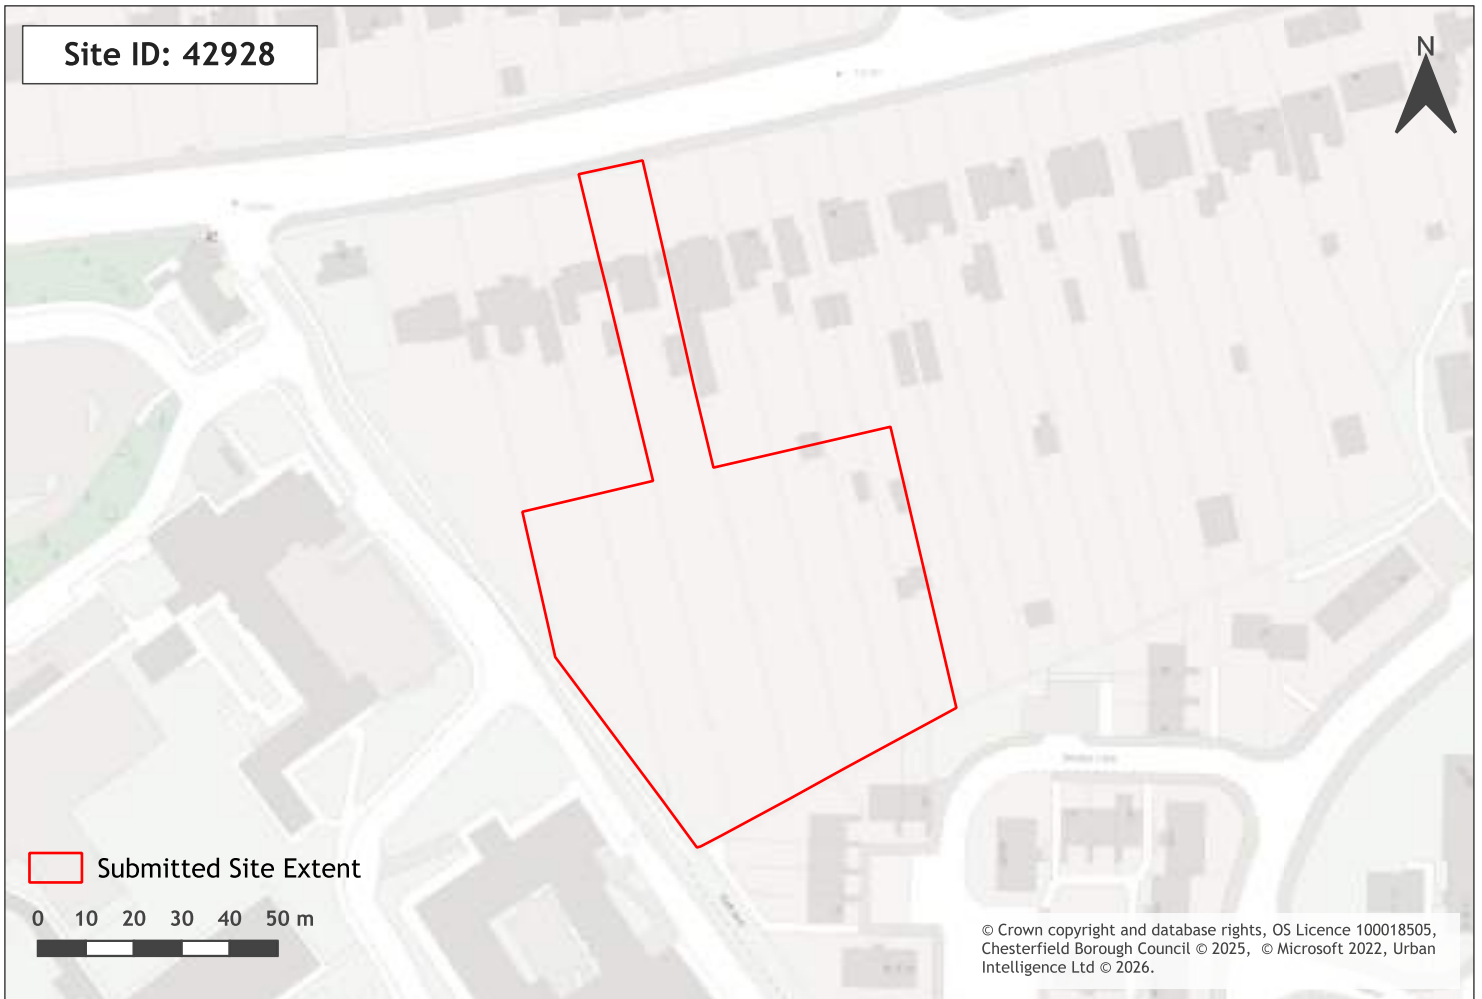 Site ID: 42928
N
Submitted Site Extent
0 10 20 30 40 50 m
© Crown copyright and database rights, OS Licence 100018505,
Chesterfield Borough Council © 2025, © Microsoft 2022, Urban
Intelligence Ltd © 2026.